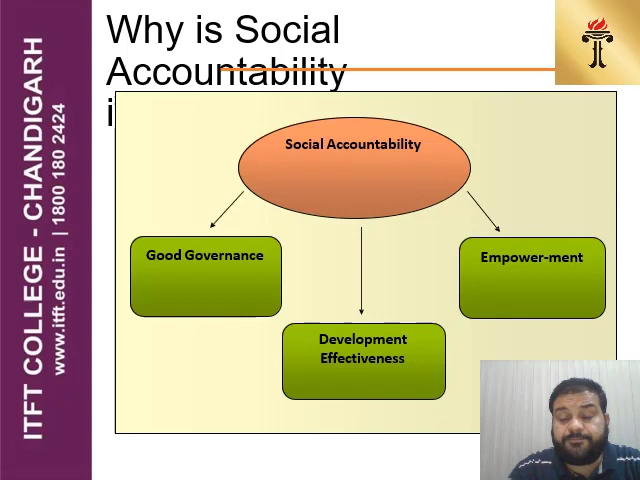 Why is Social
Accountability
Social Accountability
Good Governance
Empower-ment
Development
Effectiveness
ITFT COLLEGE - CHANDIGARH
www.itft.edu.in | 1800 180 2424